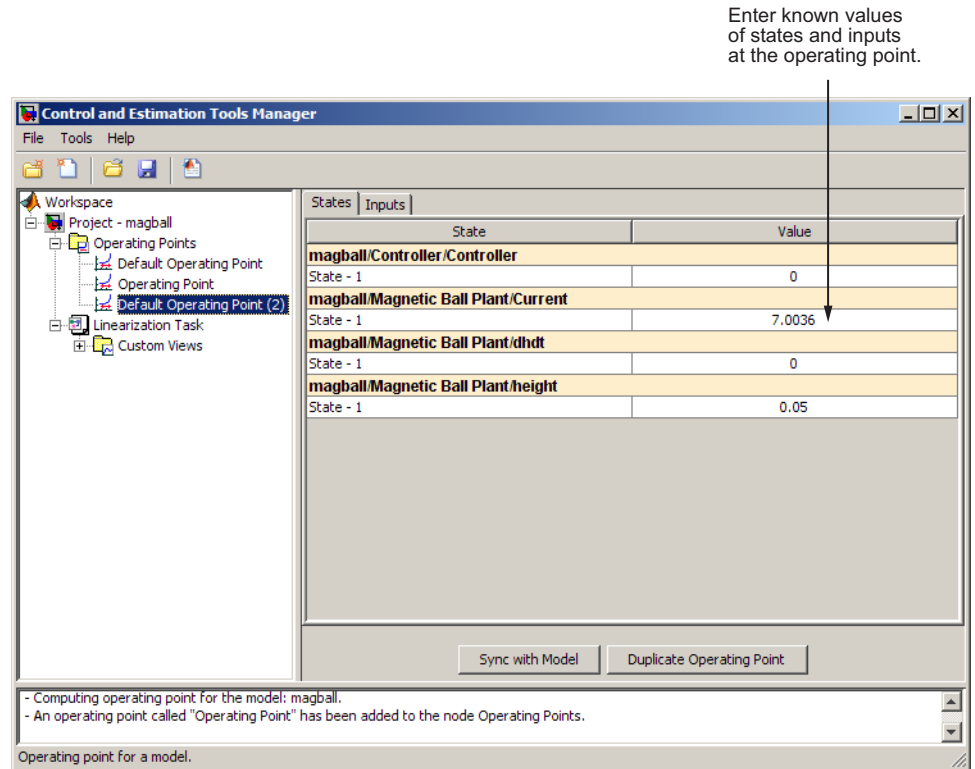 Enter known values
of states and inputs
at the operating point.
Control and Estimation Tools Manager
File Tools Help
Workspace
Project - magball
Operating Points
Default Operating Point
Operating Point
Default Operating Point (2)
Linearization Task
Custom Views
States Inputs
State Value
magball/Controller/Controller
State - 1 0
magball/Magnetic Ball Plant/Current
State - 1 7.0036
magball/Magnetic Ball Plant/dhdt
State - 1 0
magball/Magnetic Ball Plant/height
State - 1 0.05
Sync with Model Duplicate Operating Point
- Computing operating point for the model: magball.
- An operating point called "Operating Point" has been added to the node Operating Points.
Operating point for a model.